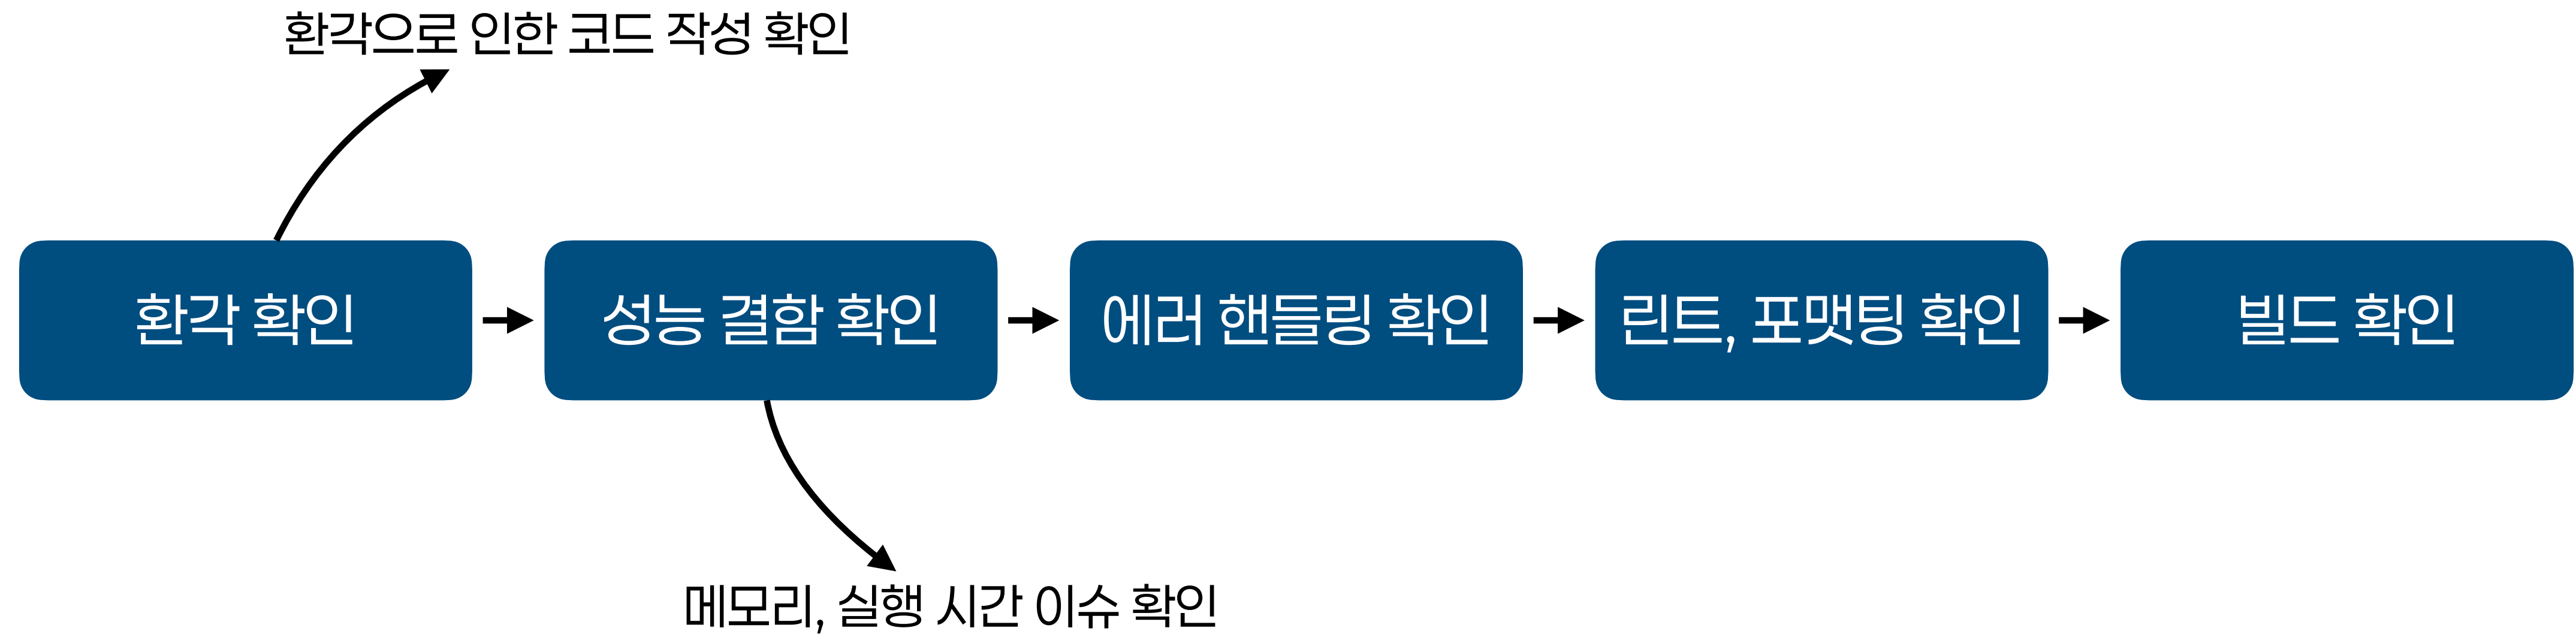 환각으로 인한 코드 작성 확인
환각 확인
성능 결함 확인
에러 핸들링 확인
린트, 포맷팅 확인
빌드 확인
메모리, 실행 시간 이슈 확인